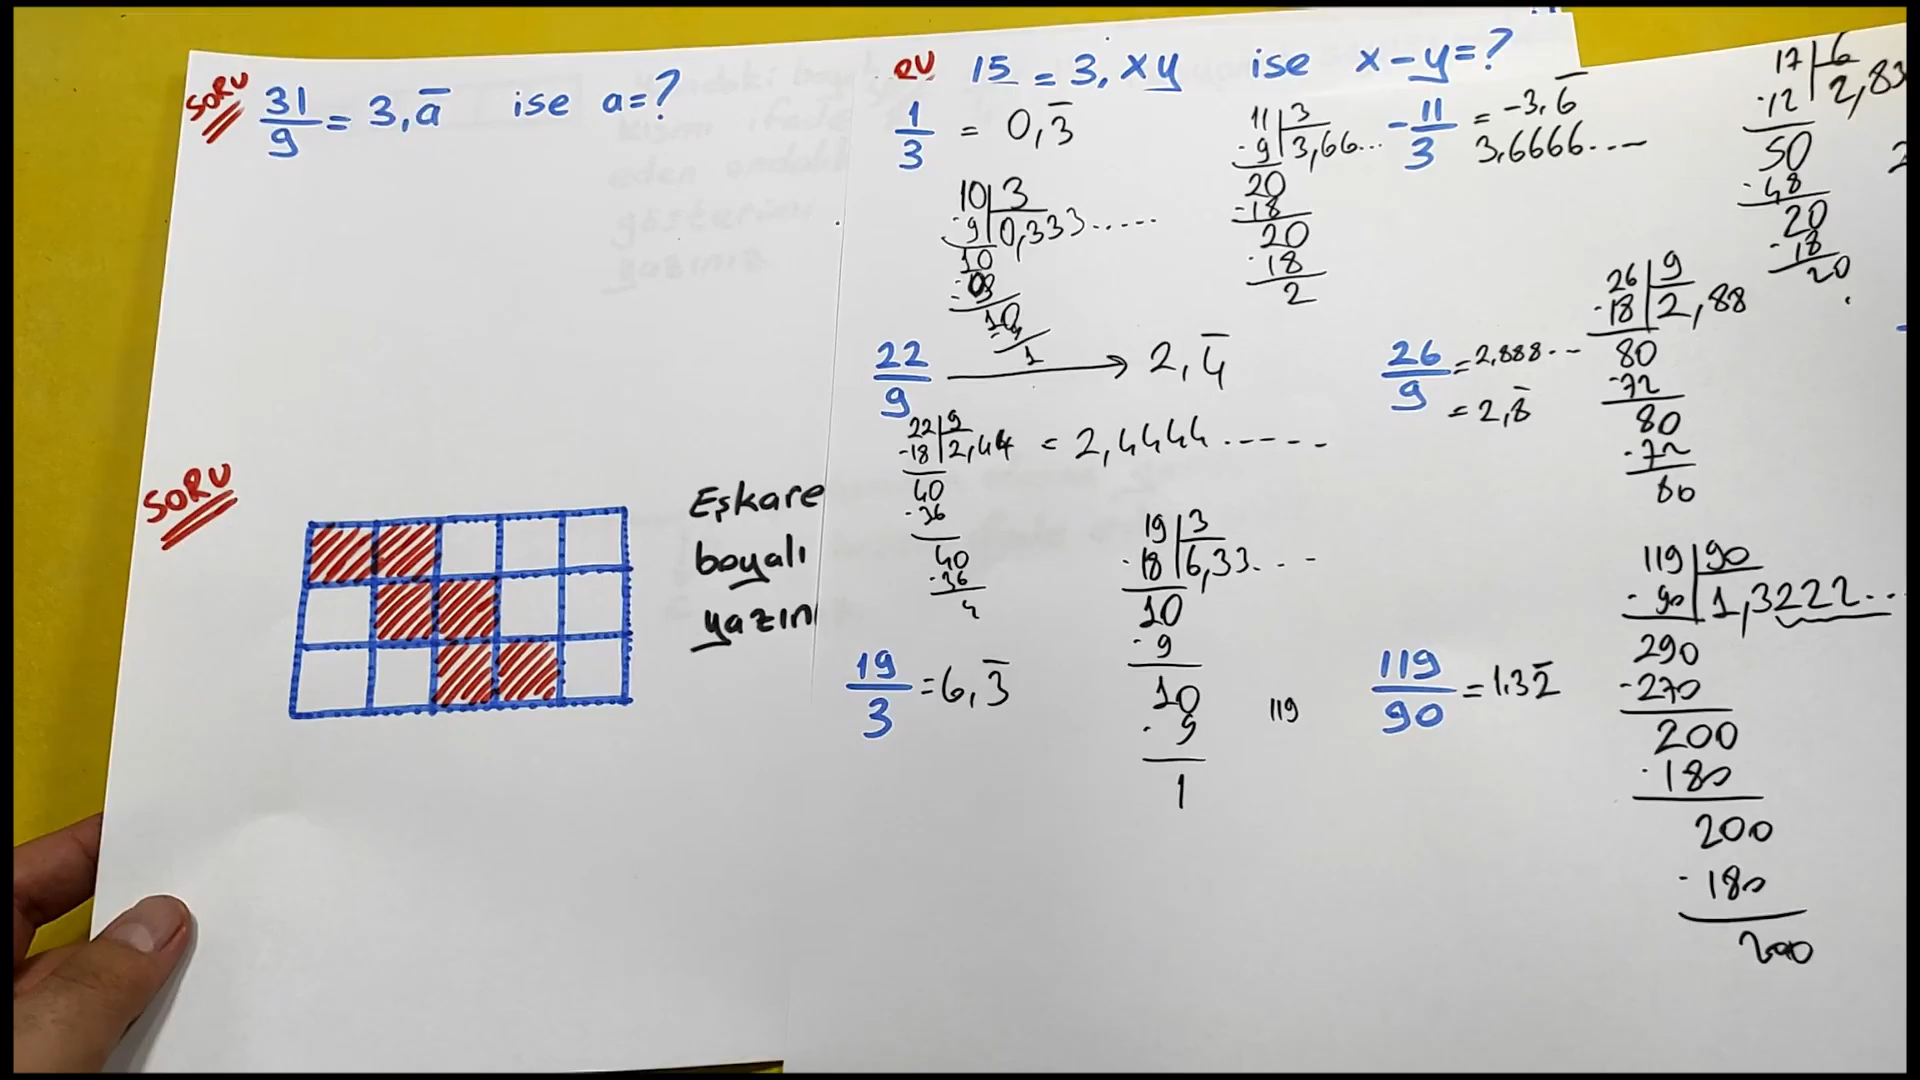 SORU 31/9 = 3,a̅ ise a=?
SORU
Eşkare
boyalı
yazını
RU 15 = 3,xy ise x-y=?
1/3 = 0,3̅
10 | 3
-9 | 0,333.....
10
10
1
11 | 3
-9 | 3,66...
20
-18
20
-18
2
-11/3 = -3,6̅
3,6666....
17 | 6
-12 | 2,83
50
-48
20
-18
20
22/9 → 2,4̅
22 | 9
-18 | 2,44 = 2,4444.....
40
-36
40
-36
4
26/9 = 2,888...
= 2,8̅
26 | 9
-18 | 2,88
80
-72
80
-72
80
19/3 = 6,3̅
19 | 3
-18 | 6,33...
10
-9
10
-9
1
119
119/90 = 1,32̅
119 | 90
-90 | 1,3222...
290
-270
200
-180
200
-180
200